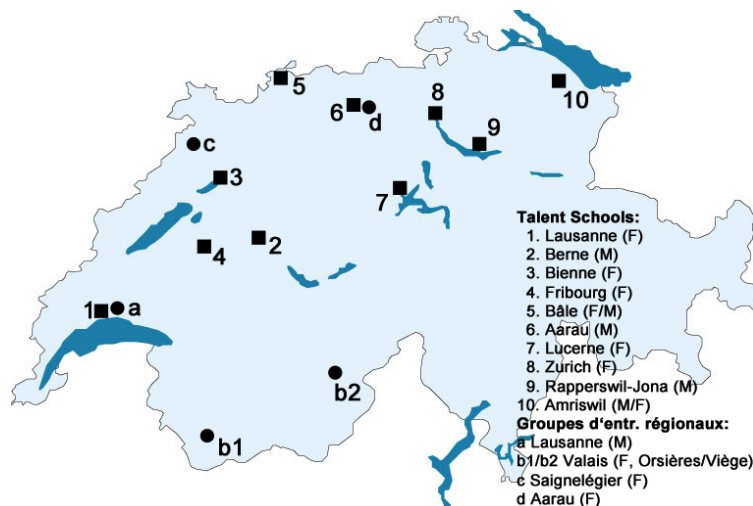 5
10
6
d
8
9
c
3
7
2
4
1
a
b2
b1
Talent Schools:
1. Lausanne (F)
2. Berne (M)
3. Bienne (F)
4. Fribourg (F)
5. Bâle (F/M)
6. Aarau (M)
7. Lucerne (F)
8. Zurich (F)
9. Rapperswil-Jona (M)
10. Amriswil (M/F)
Groupes d'entr. régionaux:
a Lausanne (M)
b1/b2 Valais (F, Orsières/Viège)
c Saignelégier (F)
d Aarau (F)